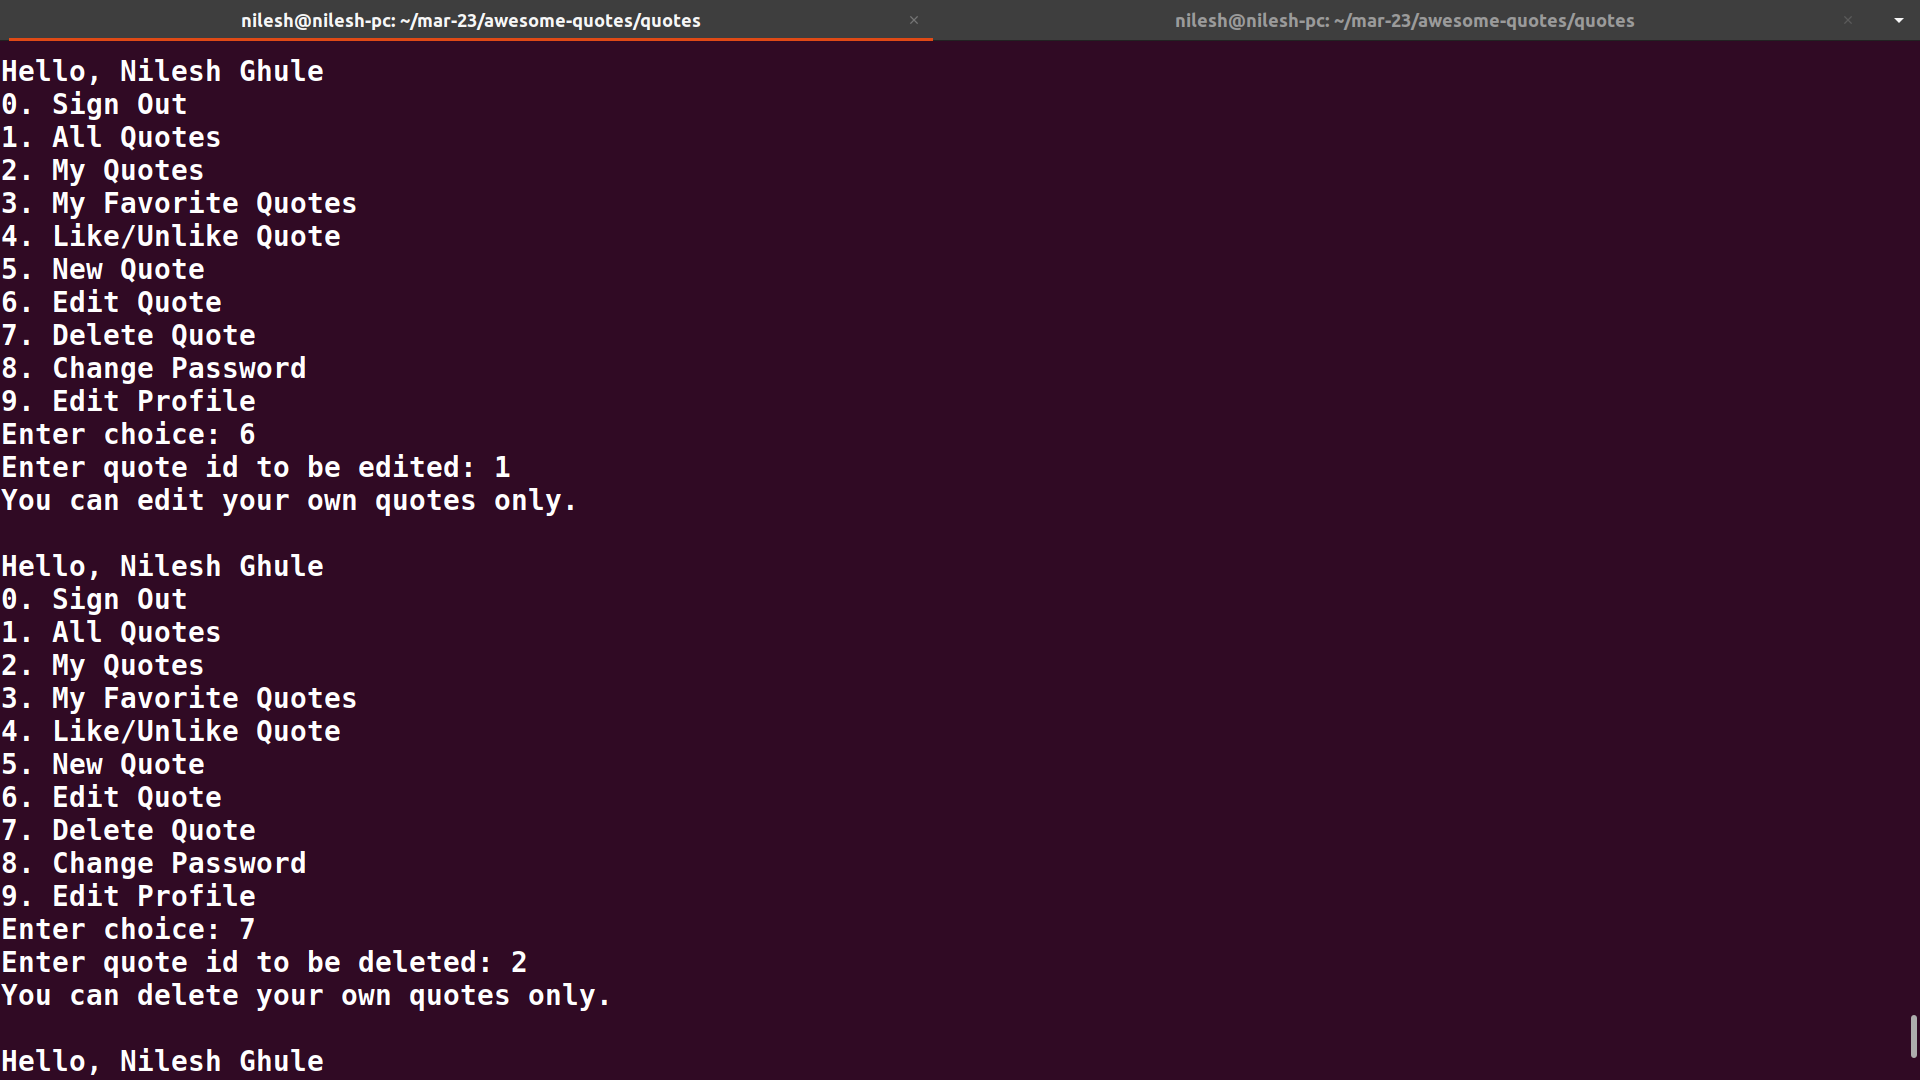 nilesh@nilesh-pc: ~/mar-23/awesome-quotes/quotes
nilesh@nilesh-pc: ~/mar-23/awesome-quotes/quotes
Hello, Nilesh Ghule
0. Sign Out
1. All Quotes
2. My Quotes
3. My Favorite Quotes
4. Like/Unlike Quote
5. New Quote
6. Edit Quote
7. Delete Quote
8. Change Password
9. Edit Profile
Enter choice: 6
Enter quote id to be edited: 1
You can edit your own quotes only.

Hello, Nilesh Ghule
0. Sign Out
1. All Quotes
2. My Quotes
3. My Favorite Quotes
4. Like/Unlike Quote
5. New Quote
6. Edit Quote
7. Delete Quote
8. Change Password
9. Edit Profile
Enter choice: 7
Enter quote id to be deleted: 2
You can delete your own quotes only.

Hello, Nilesh Ghule